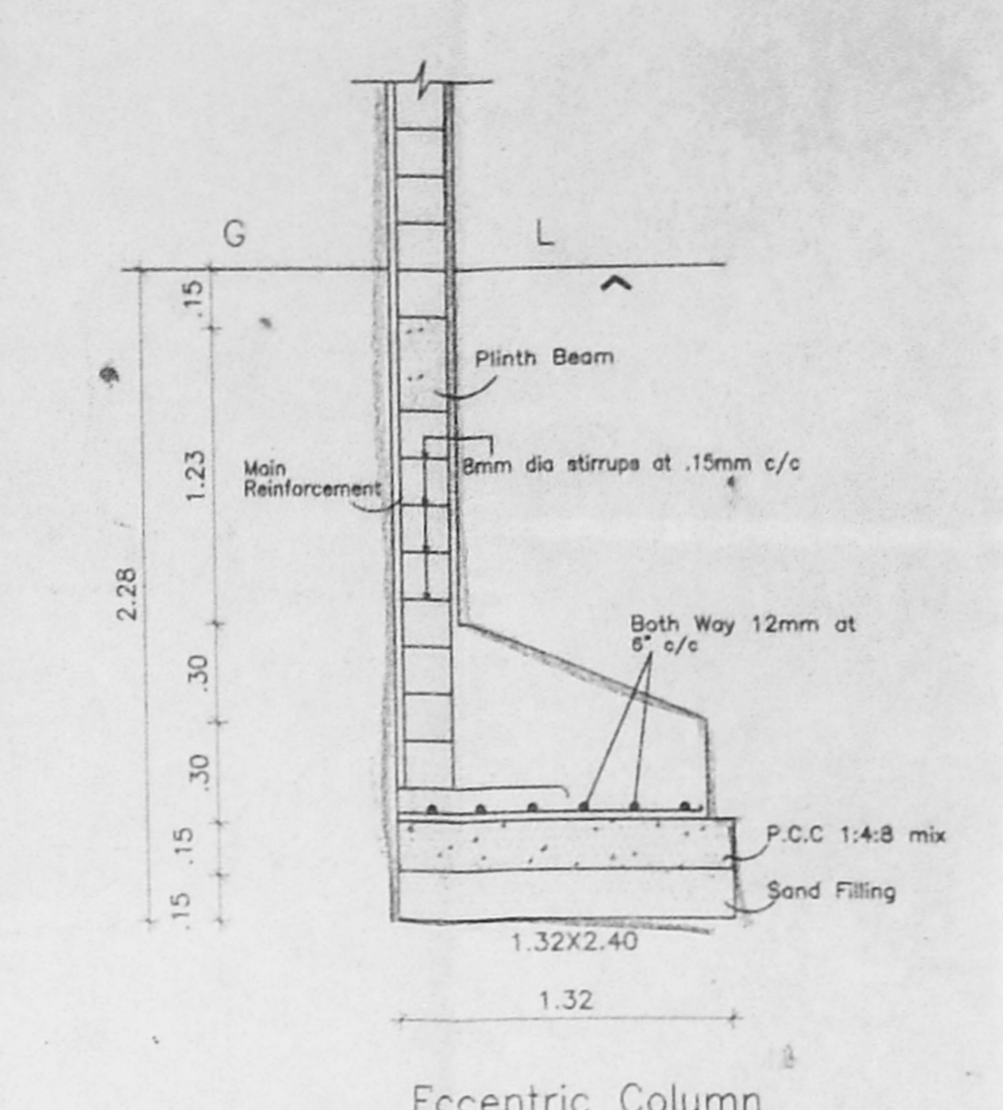 G
L
.15
Plinth Beam
1.23
Main
Reinforcement
8mm dia stirrups at .15mm c/c
2.28
Both Way 12mm at
6" c/c
.30
.30
.15
P.C.C 1:4:8 mix
.15
Sand Filling
1.32X2.40
1.32
Eccentric Column